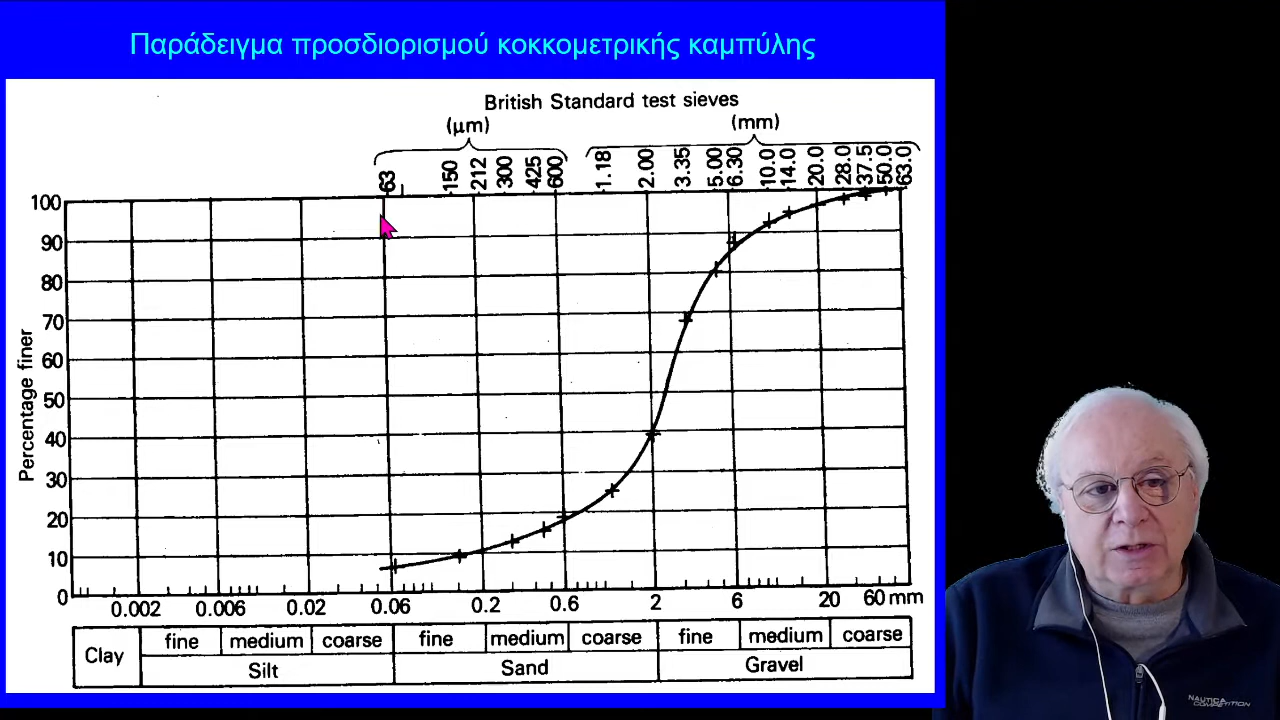 Παράδειγμα προσδιορισμού κοκκομετρικής καμπύλης
British Standard test sieves
(μm) (mm)
63 150 212 300 425 600 1.18 2.00 3.35 5.00 6.30 10.0 14.0 20.0 28.0 37.5 50.0 63.0
Percentage finer
100
90
80
70
60
50
40
30
20
10
0
0.002 0.006 0.02 0.06 0.2 0.6 2 6 20 60 mm
Clay fine medium coarse fine medium coarse fine medium coarse
Silt Sand Gravel
NAUTICA
COMPETITION